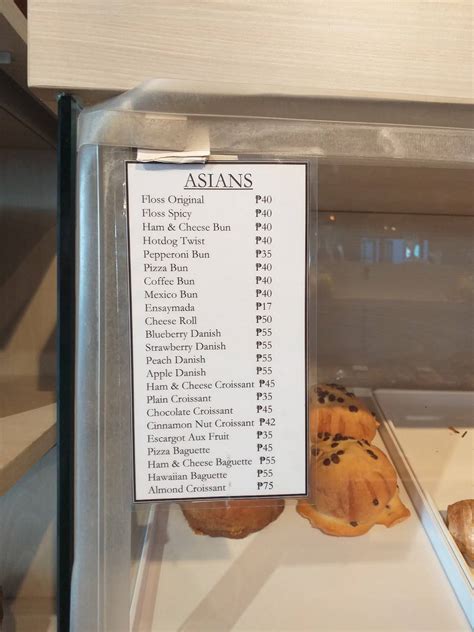 ASIANS
Floss Original ₱40
Floss Spicy ₱40
Ham & Cheese Bun ₱40
Hotdog Twist ₱40
Pepperoni Bun ₱35
Pizza Bun ₱40
Coffee Bun ₱40
Mexico Bun ₱40
Ensaymada ₱17
Cheese Roll ₱50
Blueberry Danish ₱55
Strawberry Danish ₱55
Peach Danish ₱55
Apple Danish ₱55
Ham & Cheese Croissant ₱45
Plain Croissant ₱35
Chocolate Croissant ₱45
Cinnamon Nut Croissant ₱42
Escargot Aux Fruit ₱35
Pizza Baguette ₱45
Ham & Cheese Baguette ₱55
Hawaiian Baguette ₱55
Almond Croissant ₱75